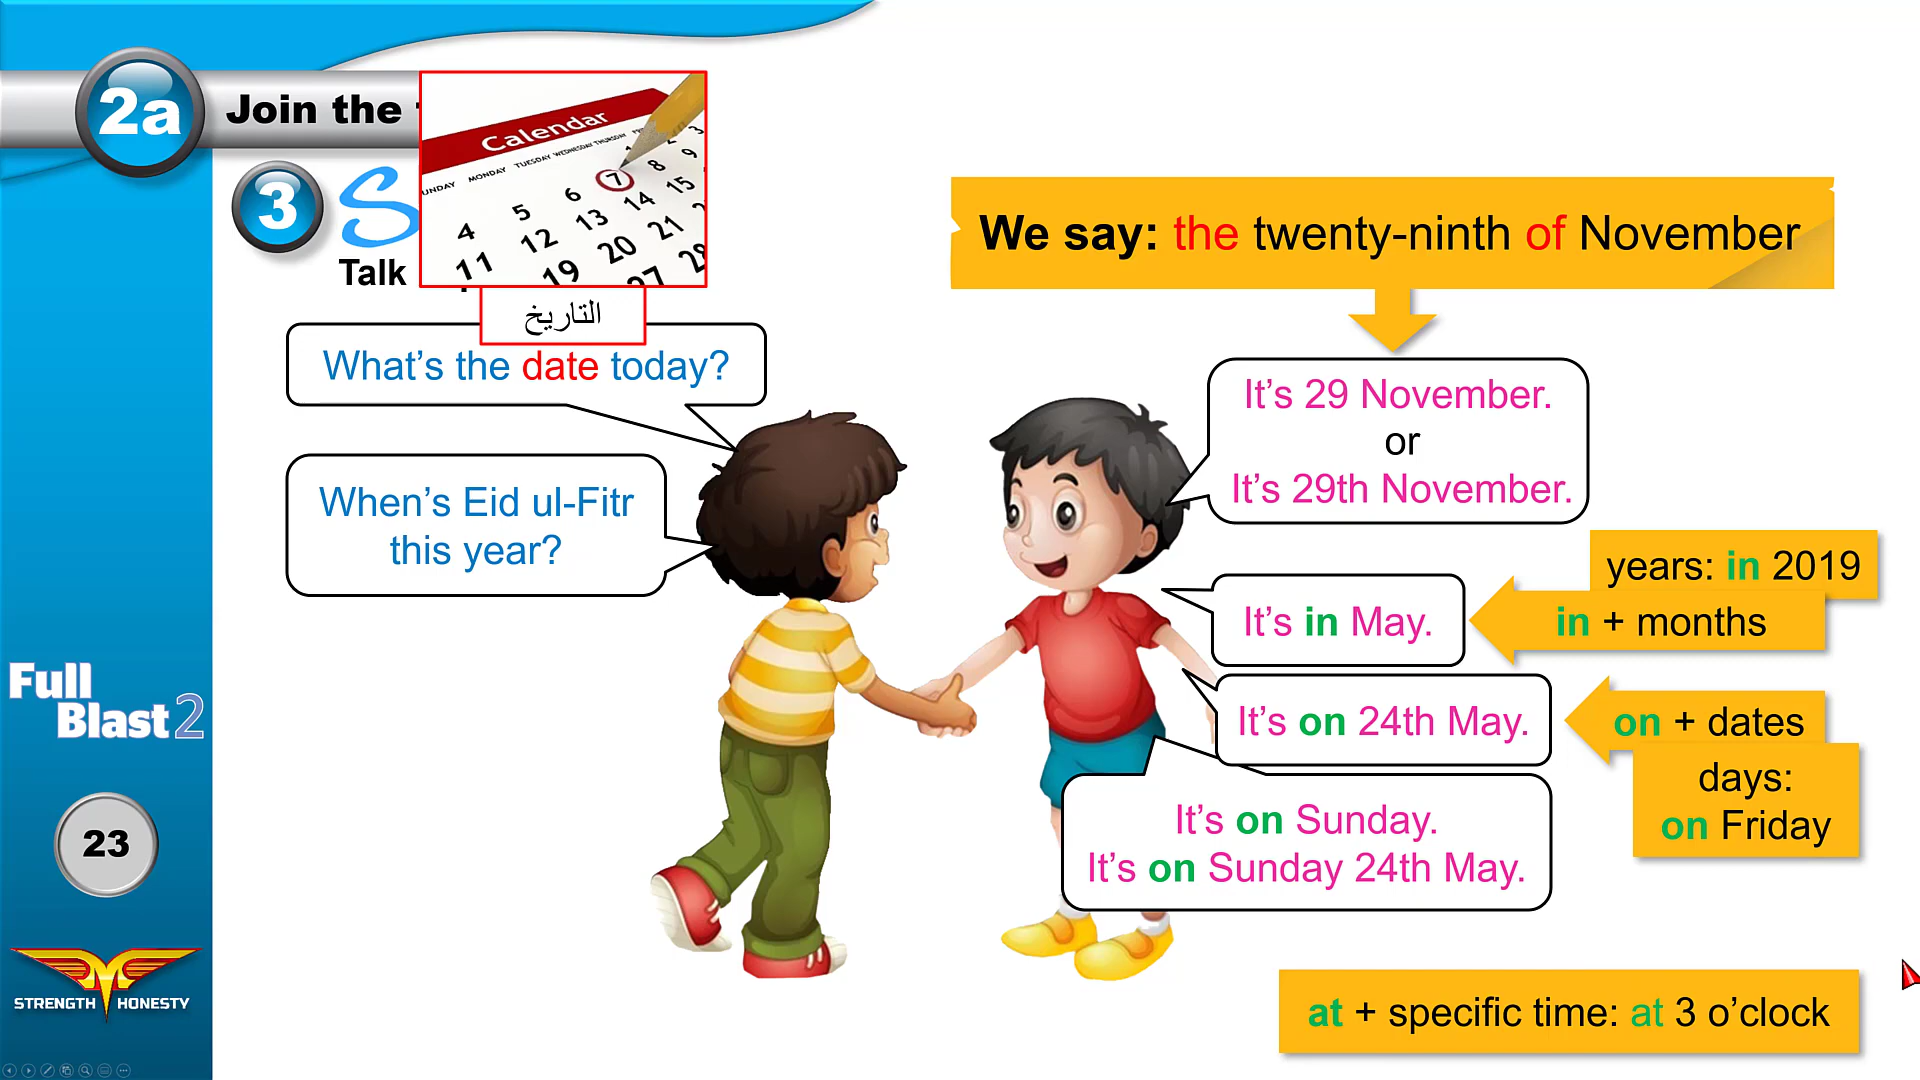 2a
Join the
3
S
Talk
Calendar
MONDAY TUESDAY WEDNESDAY THURSDAY
4 5 6 7 8 9
11 12 13 14 15
19 20 21
27 28
التاريخ
What's the date today?
When's Eid ul-Fitr
this year?
We say: the twenty-ninth of November
It's 29 November.
or
It's 29th November.
years: in 2019
It's in May.
in + months
It's on 24th May.
on + dates
days:
on Friday
It's on Sunday.
It's on Sunday 24th May.
at + specific time: at 3 o'clock
Full
Blast 2
23
STRENGTH HONESTY